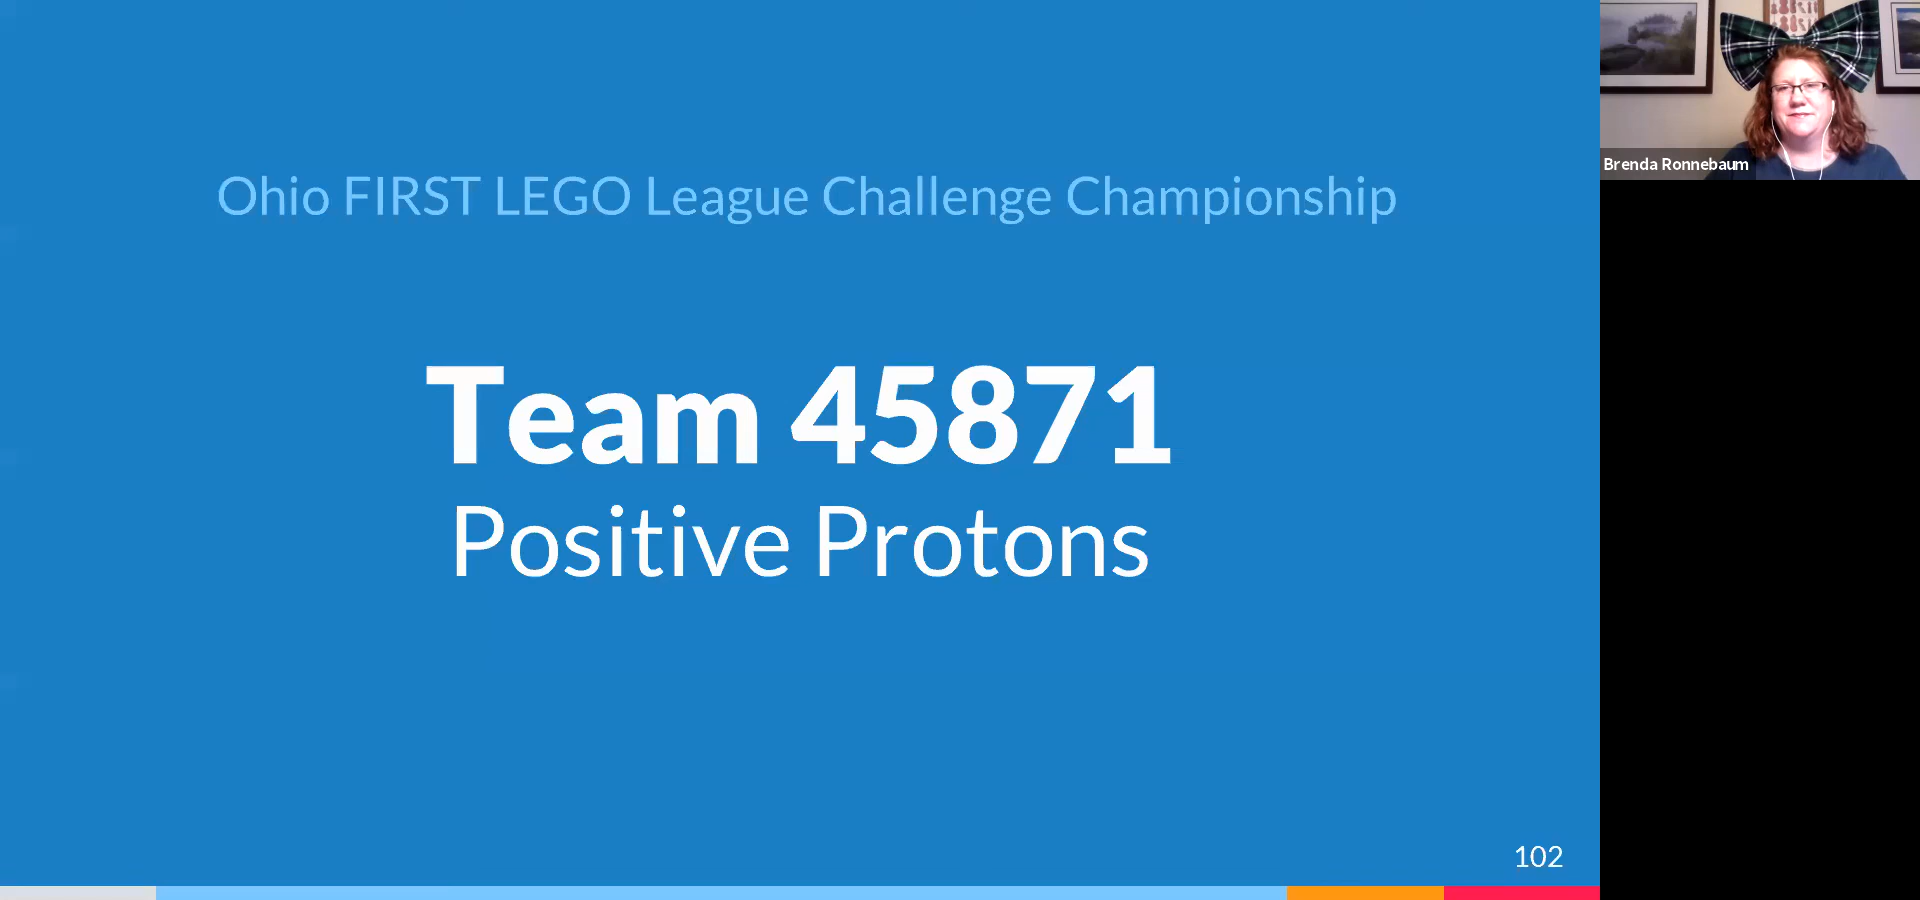 Ohio FIRST LEGO League Challenge Championship
Team 45871
Positive Protons
102
Brenda Ronnebaum